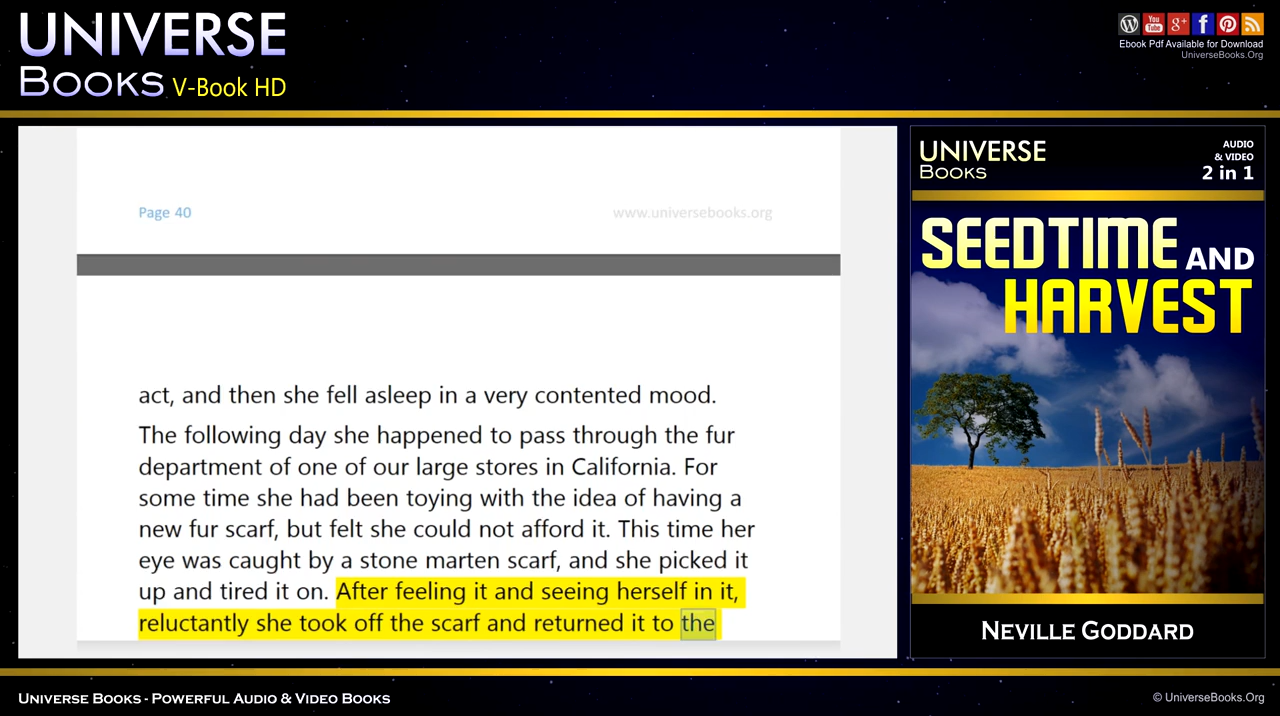 UNIVERSE
BOOKS V-Book HD
Ebook Pdf Available for Download
UniverseBooks.Org
Page 40
www.universebooks.org
act, and then she fell asleep in a very contented mood.
The following day she happened to pass through the fur
department of one of our large stores in California. For
some time she had been toying with the idea of having a
new fur scarf, but felt she could not afford it. This time her
eye was caught by a stone marten scarf, and she picked it
up and tired it on. After feeling it and seeing herself in it,
reluctantly she took off the scarf and returned it to the
UNIVERSE
BOOKS
AUDIO
& VIDEO
2 in 1
SEEDTIME AND
HARVEST
NEVILLE GODDARD
UNIVERSE BOOKS - POWERFUL AUDIO & VIDEO BOOKS
© UniverseBooks.Org